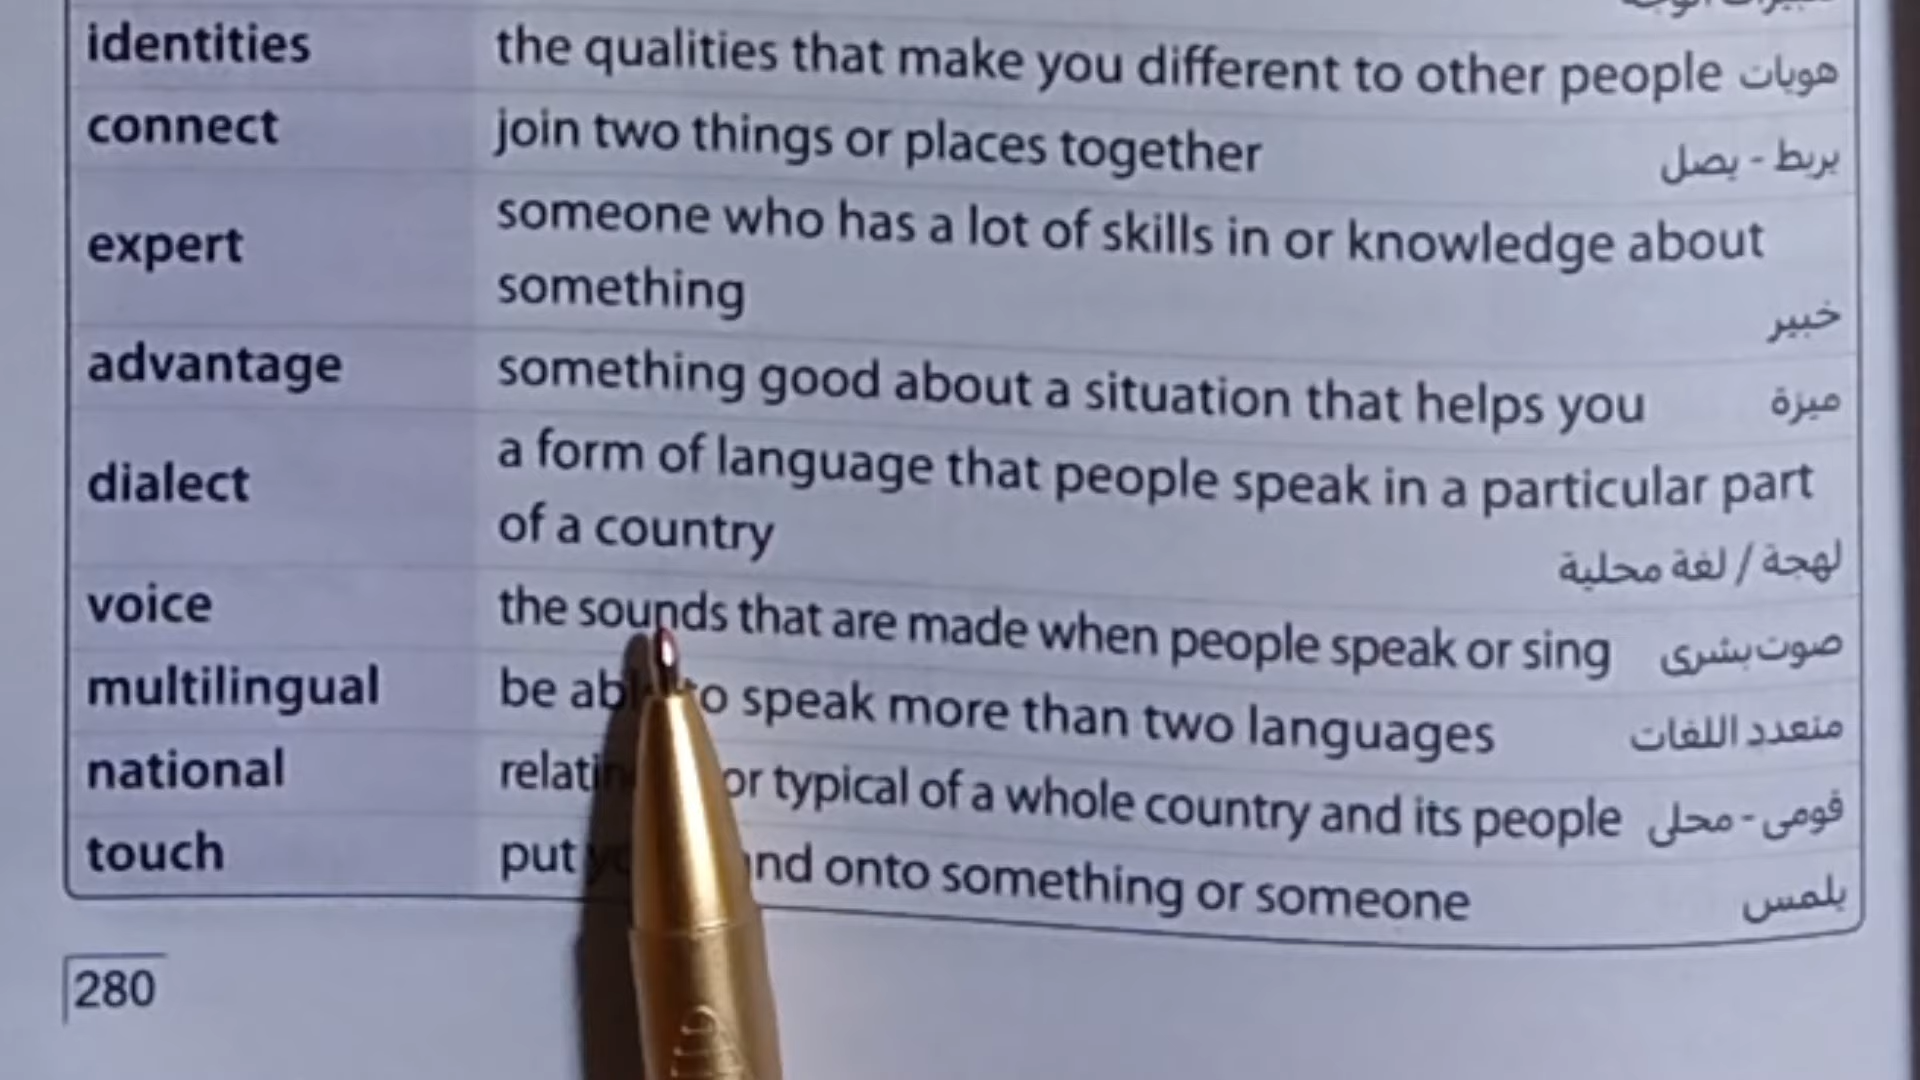 identities the qualities that make you different to other people هويات
connect join two things or places together يربط - يصل
expert someone who has a lot of skills in or knowledge about
something خبير
advantage something good about a situation that helps you ميزة
dialect a form of language that people speak in a particular part
of a country لهجة / لغة محلية
voice the sounds that are made when people speak or sing صوت بشرى
multilingual be to speak more than two languages متعدد اللغات
national or typical of a whole country and its people قومى - محلى
touch put onto something or someone يلمس
280